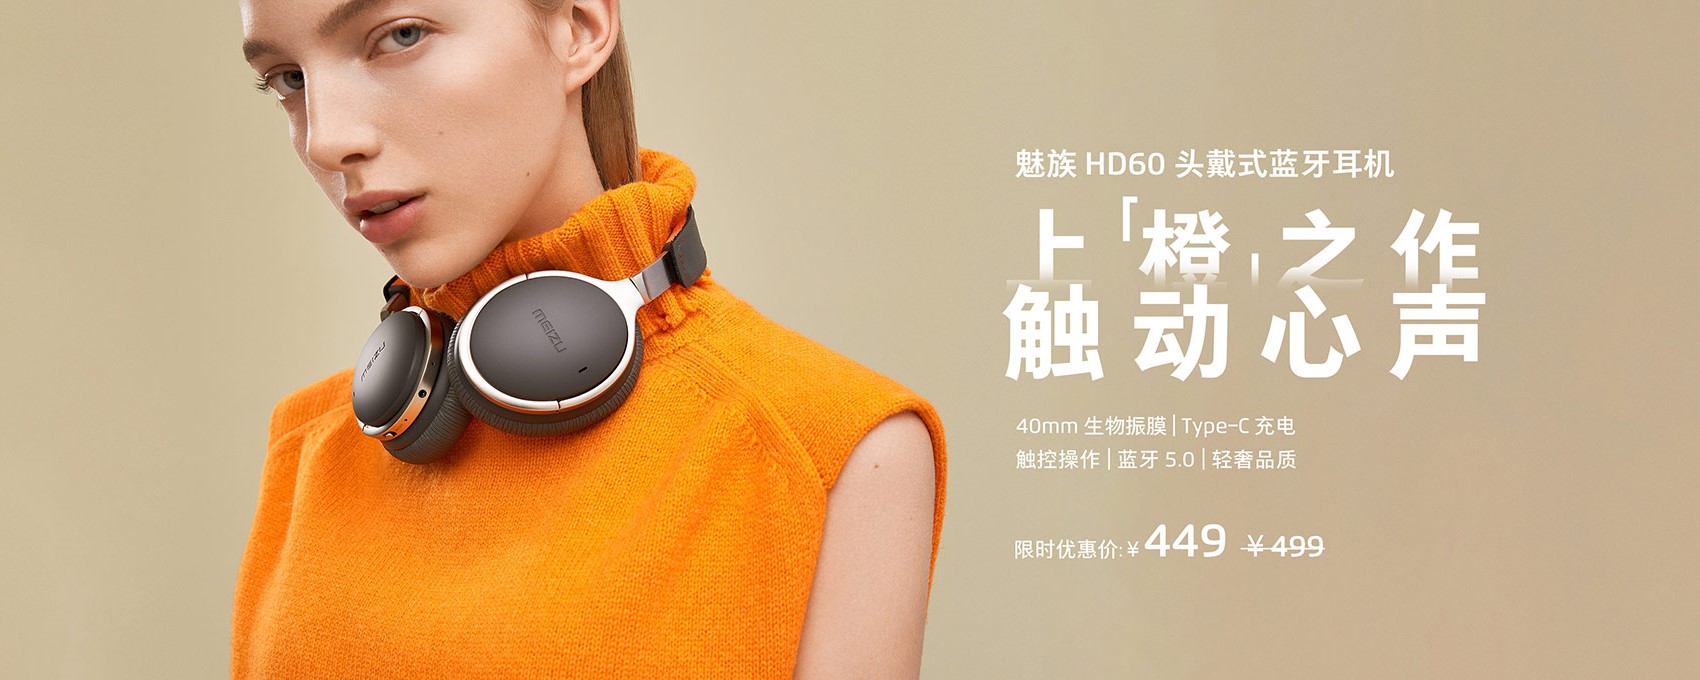 魅族 HD60 头戴式蓝牙耳机
上「橙」之作
触动心声
40mm 生物振膜 | Type-C 充电
触控操作 | 蓝牙 5.0 | 轻奢品质
限时优惠价: ¥ 449 ¥ 499
MEIZU
MEIZU